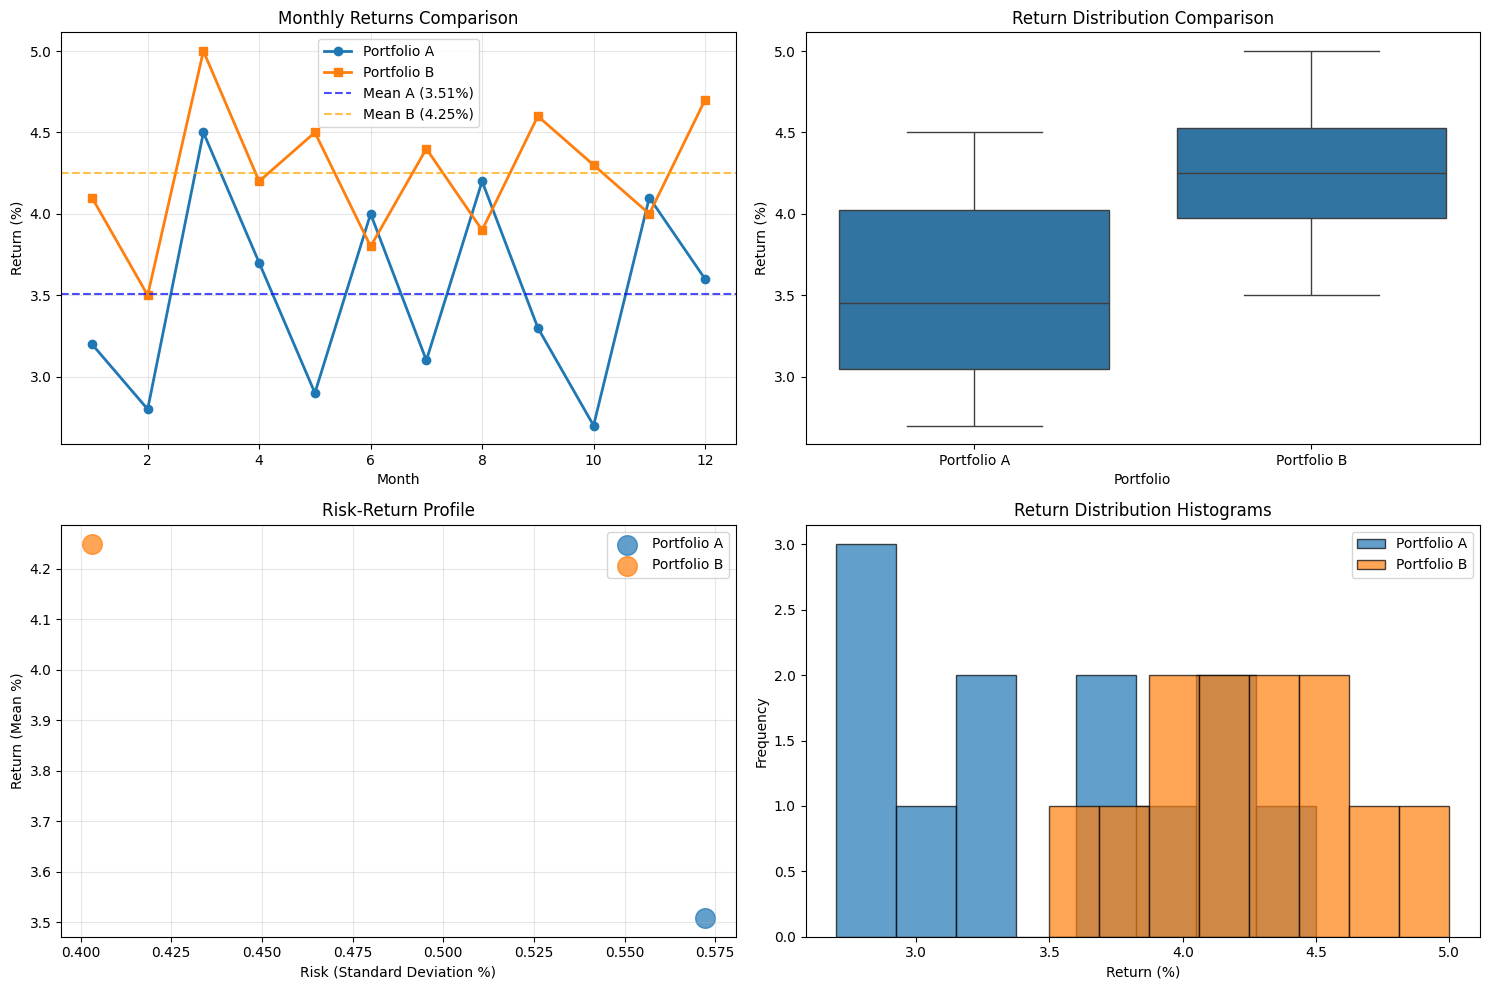 Monthly Returns Comparison
Portfolio A
Portfolio B
Mean A (3.51%)
Mean B (4.25%)
5.0
4.5
4.0
3.5
3.0
Return (%)
2 4 6 8 10 12
Month
Return Distribution Comparison
5.0
4.5
4.0
3.5
3.0
Return (%)
Portfolio A Portfolio B
Portfolio
Risk-Return Profile
Portfolio A
Portfolio B
4.2
4.1
4.0
3.9
3.8
3.7
3.6
3.5
Return (Mean %)
0.400 0.425 0.450 0.475 0.500 0.525 0.550 0.575
Risk (Standard Deviation %)
Return Distribution Histograms
Portfolio A
Portfolio B
3.0
2.5
2.0
1.5
1.0
0.5
0.0
Frequency
3.0 3.5 4.0 4.5 5.0
Return (%)